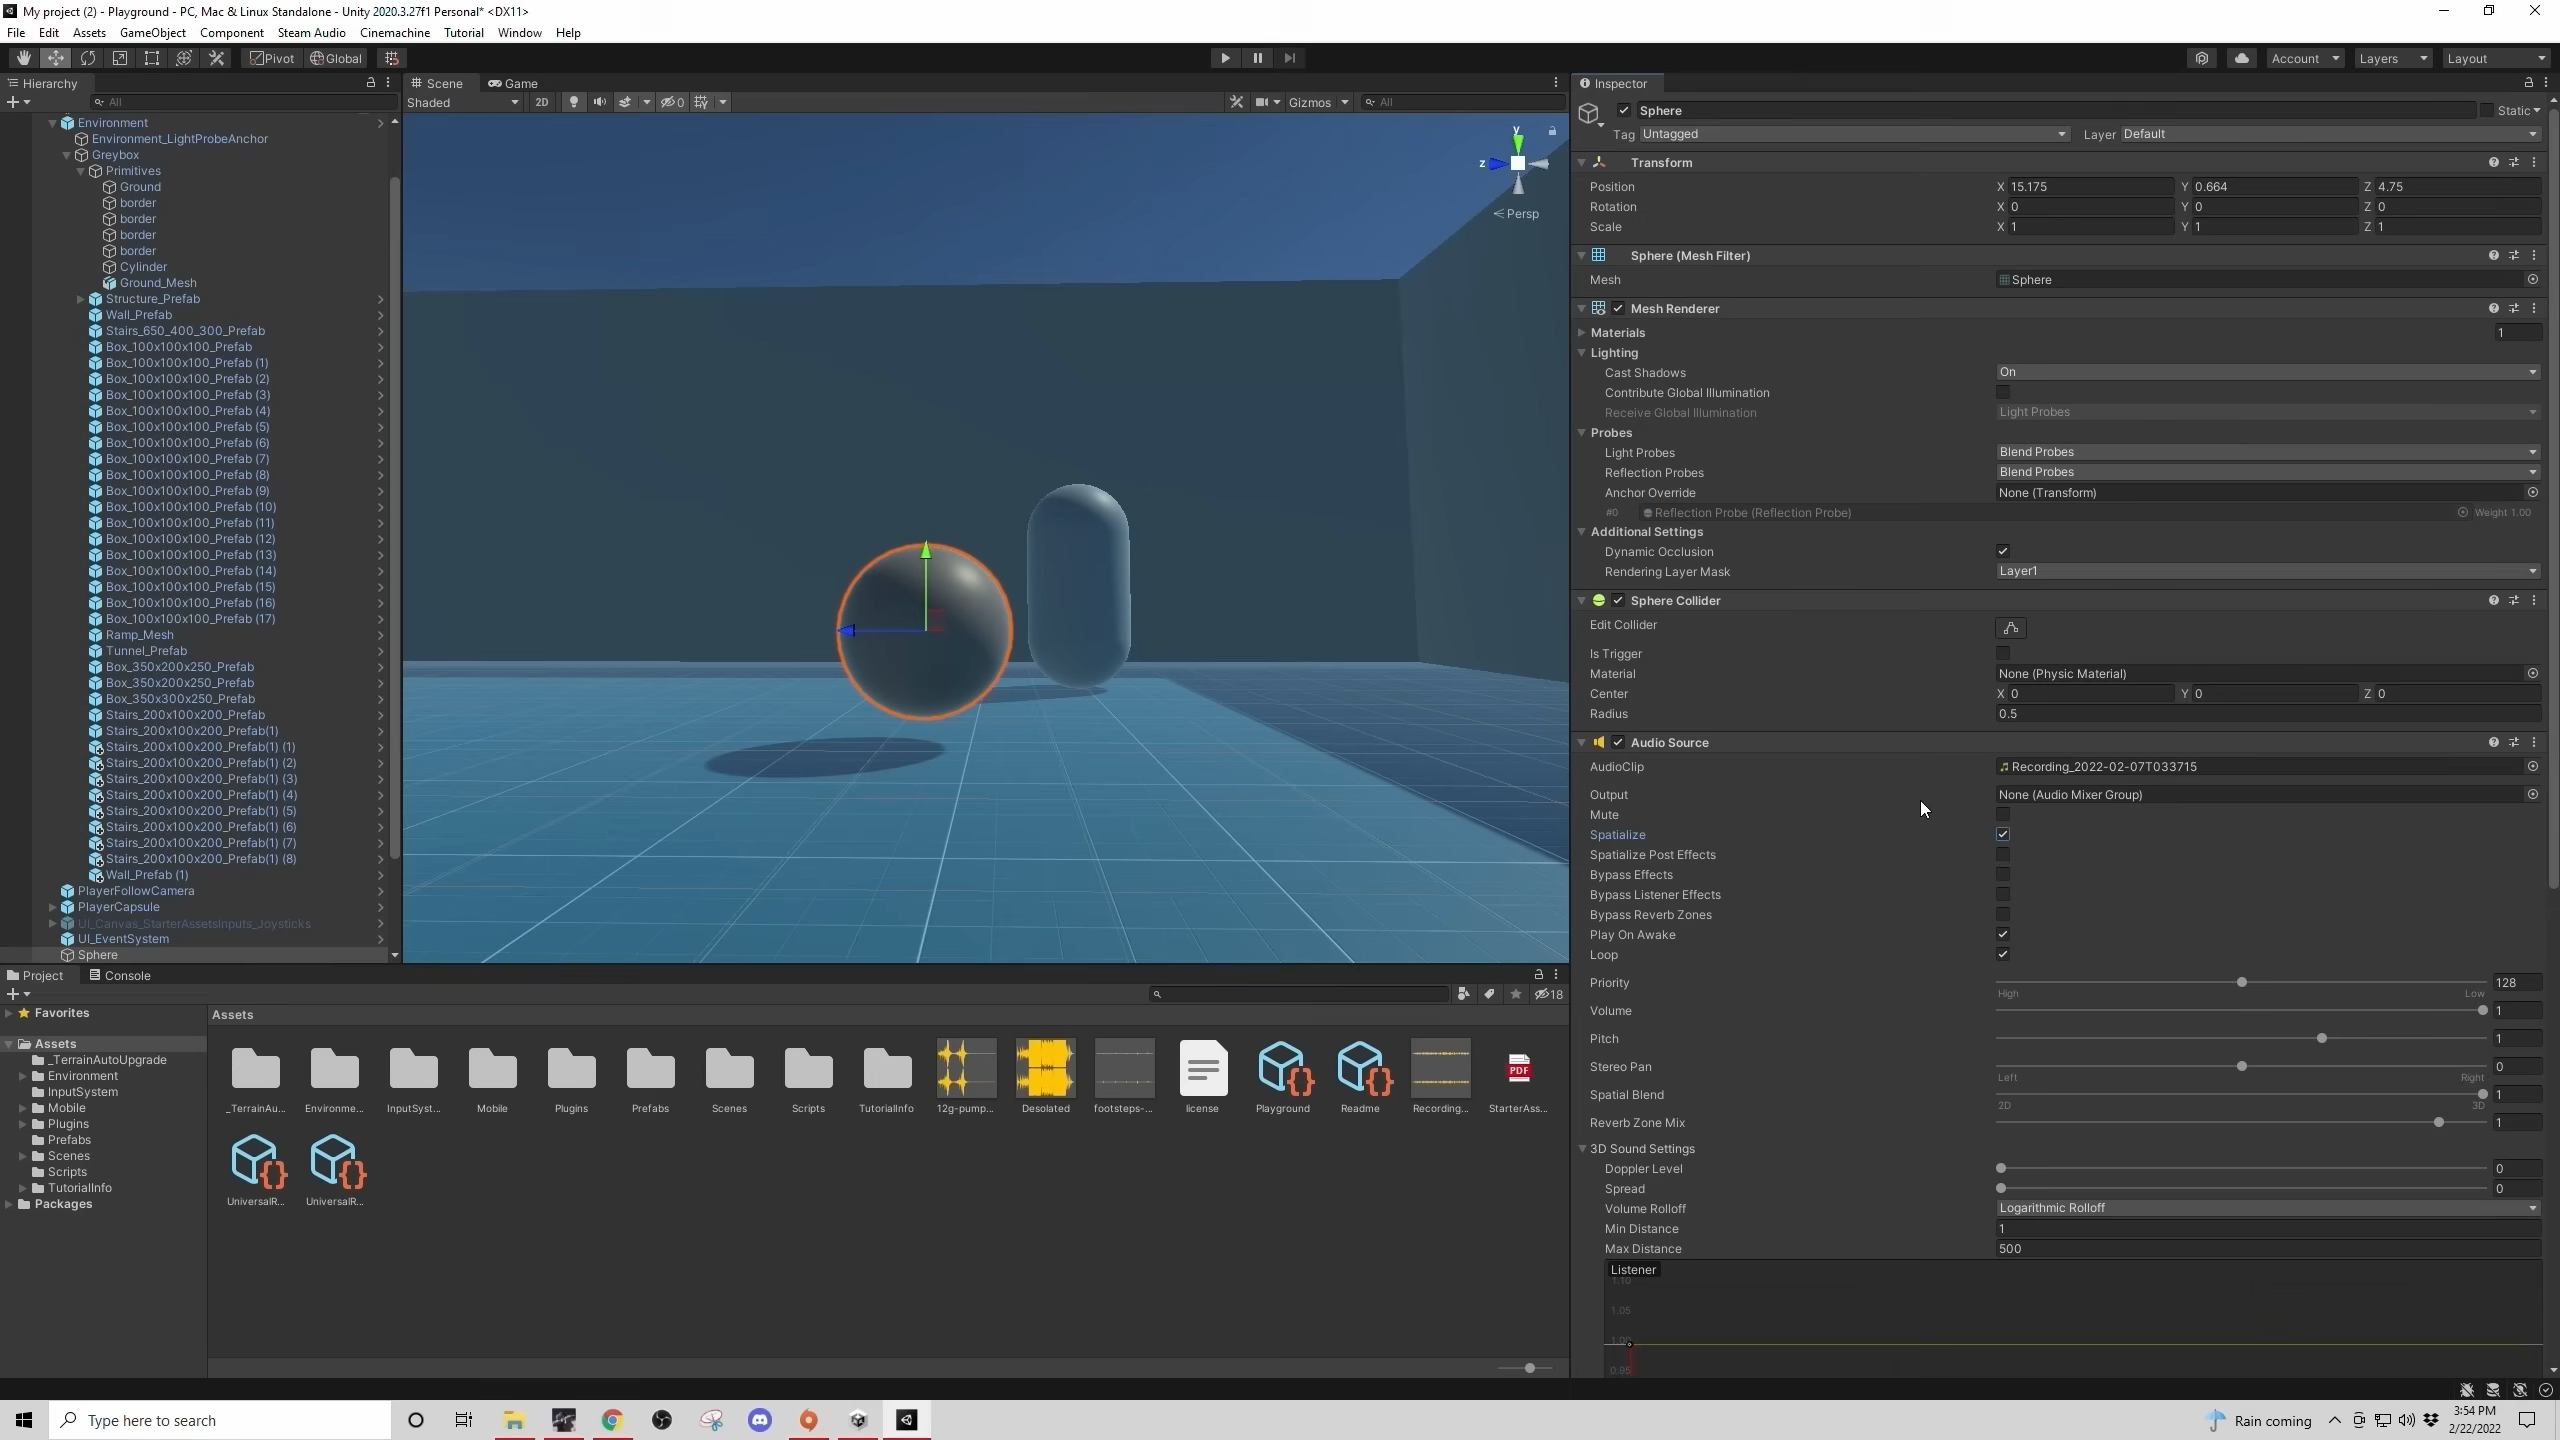 My project (2) - Playground - PC, Mac & Linux Standalone - Unity 2020.3.27f1 Personal* <DX11>
File Edit Assets GameObject Component Steam Audio Cinemachine Tutorial Window Help
Pivot Global Account Layers Layout
Hierarchy
All
Environment
Environment_LightProbeAnchor
Greybox
Primitives
Ground
border
border
border
border
Cylinder
Ground_Mesh
Structure_Prefab
Wall_Prefab
Stairs_650_400_300_Prefab
Box_100x100x100_Prefab
Box_100x100x100_Prefab (1)
Box_100x100x100_Prefab (2)
Box_100x100x100_Prefab (3)
Box_100x100x100_Prefab (4)
Box_100x100x100_Prefab (5)
Box_100x100x100_Prefab (6)
Box_100x100x100_Prefab (7)
Box_100x100x100_Prefab (8)
Box_100x100x100_Prefab (9)
Box_100x100x100_Prefab (10)
Box_100x100x100_Prefab (11)
Box_100x100x100_Prefab (12)
Box_100x100x100_Prefab (13)
Box_100x100x100_Prefab (14)
Box_100x100x100_Prefab (15)
Box_100x100x100_Prefab (16)
Box_100x100x100_Prefab (17)
Ramp_Mesh
Tunnel_Prefab
Box_350x200x250_Prefab
Box_350x200x250_Prefab
Box_350x300x250_Prefab
Stairs_200x100x200_Prefab
Stairs_200x100x200_Prefab(1)
Stairs_200x100x200_Prefab(1) (1)
Stairs_200x100x200_Prefab(1) (2)
Stairs_200x100x200_Prefab(1) (3)
Stairs_200x100x200_Prefab(1) (4)
Stairs_200x100x200_Prefab(1) (5)
Stairs_200x100x200_Prefab(1) (6)
Stairs_200x100x200_Prefab(1) (7)
Stairs_200x100x200_Prefab(1) (8)
Wall_Prefab (1)
PlayerFollowCamera
PlayerCapsule
UI_Canvas_StarterAssetsInputs_Joysticks
UI_EventSystem
Sphere
Scene Game
Shaded 2D 0 Gizmos All
y
z
Persp
Inspector
Sphere Static
Tag Untagged Layer Default
Transform
Position X 15.175 Y 0.664 Z 4.75
Rotation X 0 Y 0 Z 0
Scale X 1 Y 1 Z 1
Sphere (Mesh Filter)
Mesh Sphere
Mesh Renderer
Materials 1
Lighting
Cast Shadows On
Contribute Global Illumination
Receive Global Illumination Light Probes
Probes
Light Probes Blend Probes
Reflection Probes Blend Probes
Anchor Override None (Transform)
#0 Reflection Probe (Reflection Probe) Weight 1.00
Additional Settings
Dynamic Occlusion
Rendering Layer Mask Layer1
Sphere Collider
Edit Collider
Is Trigger
Material None (Physic Material)
Center X 0 Y 0 Z 0
Radius 0.5
Audio Source
AudioClip Recording_2022-02-07T033715
Output None (Audio Mixer Group)
Mute
Spatialize
Spatialize Post Effects
Bypass Effects
Bypass Listener Effects
Bypass Reverb Zones
Play On Awake
Loop
Priority 128
High Low
Volume 1
Pitch 1
Stereo Pan 0
Left Right
Spatial Blend 1
2D 3D
Reverb Zone Mix 1
3D Sound Settings
Doppler Level 0
Spread 0
Volume Rolloff Logarithmic Rolloff
Min Distance 1
Max Distance 500
Listener
1.10
1.05
1.00
0.95
Project Console
18
Favorites
Assets
_TerrainAutoUpgrade
Environment
InputSystem
Mobile
Plugins
Prefabs
Scenes
Scripts
TutorialInfo
Packages
Assets
PDF
_TerrainAu... Environme... InputSyst... Mobile Plugins Prefabs Scenes Scripts TutorialInfo 12g-pump... Desolated footsteps-... license Playground Readme Recording... StarterAss...
UniversalR... UniversalR...
Type here to search
Rain coming
3:54 PM
2/22/2022